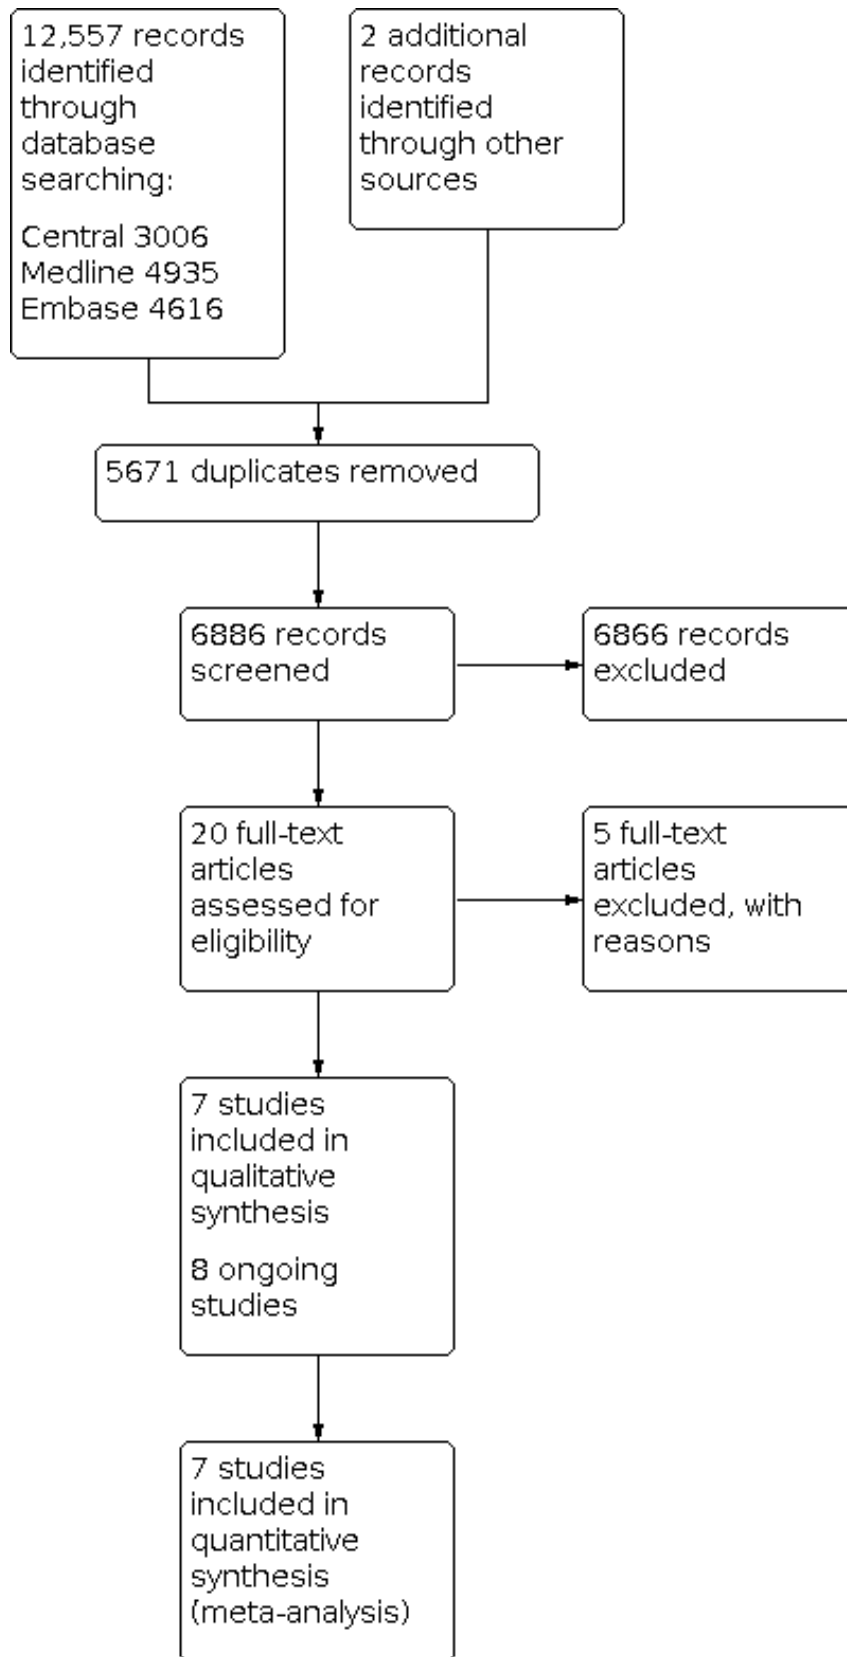 12,557 records
identified
through
database
searching:
Central 3006
Medline 4935
Embase 4616
2 additional
records
identified
through other
sources
5671 duplicates removed
6886 records
screened
6866 records
excluded
20 full-text
articles
assessed for
eligibility
5 full-text
articles
excluded, with
reasons
7 studies
included in
qualitative
synthesis
8 ongoing
studies
7 studies
included in
quantitative
synthesis
(meta-analysis)